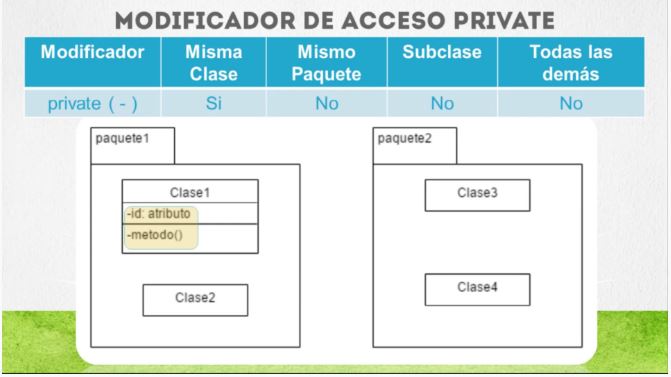 MODIFICADOR DE ACCESO PRIVATE
Modificador Misma Clase Mismo Paquete Subclase Todas las demás
private ( - ) Si No No No
paquete1
Clase1
-id: atributo
-metodo()
Clase2
paquete2
Clase3
Clase4